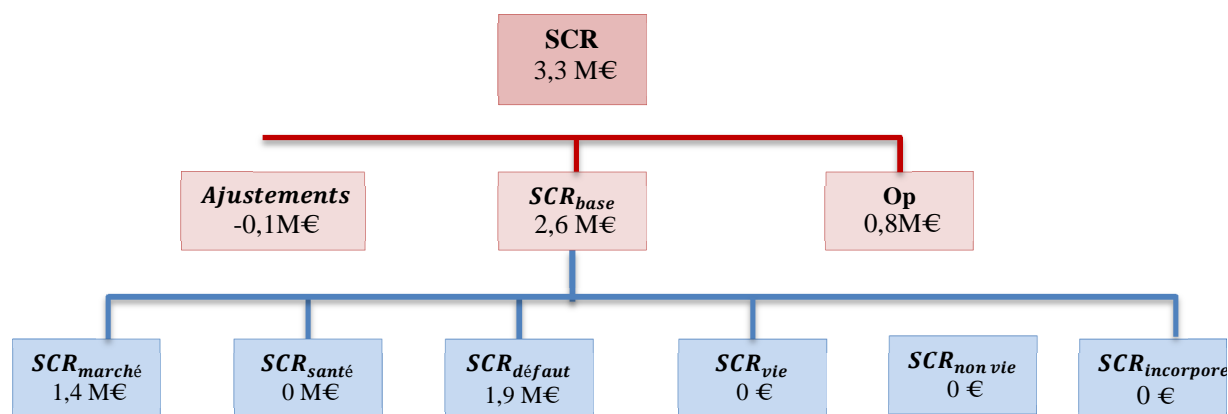 SCR
3,3 M€
Ajustements
-0,1M€
SCR_base
2,6 M€
Op
0,8M€
SCR_marché
1,4 M€
SCR_santé
0 M€
SCR_défaut
1,9 M€
SCR_vie
0 €
SCR_non vie
0 €
SCR_incorpore
0 €